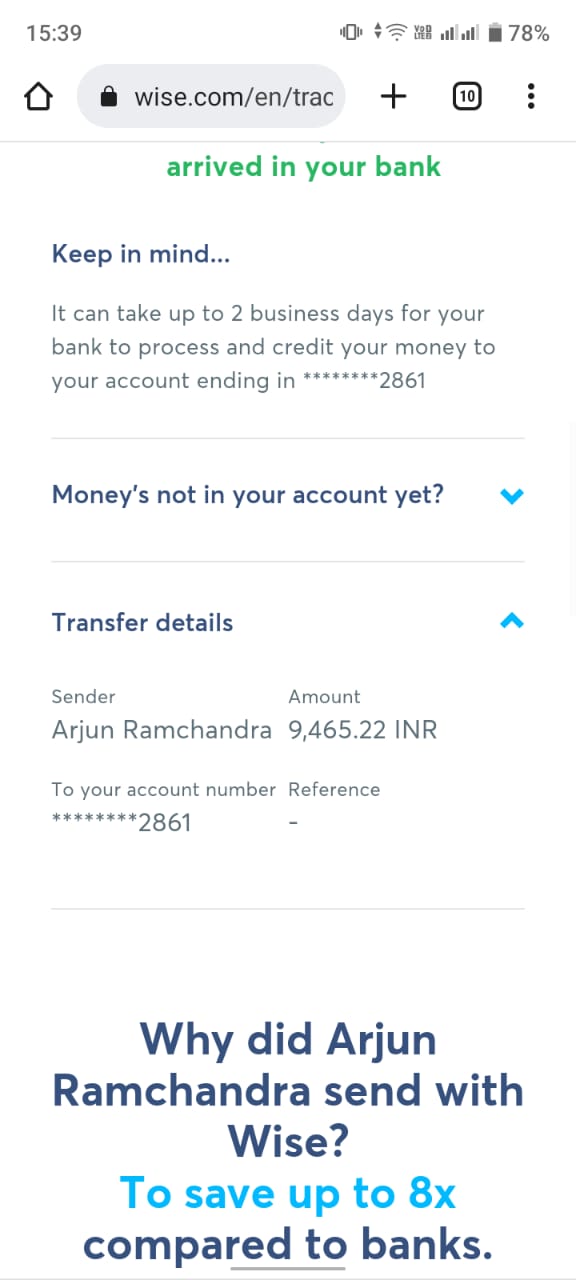 15:39
78%
wise.com/en/trac
10
arrived in your bank
Keep in mind...
It can take up to 2 business days for your
bank to process and credit your money to
your account ending in ********2861
Money's not in your account yet?
Transfer details
Sender Amount
Arjun Ramchandra 9,465.22 INR
To your account number Reference
********2861 -
Why did Arjun
Ramchandra send with
Wise?
To save up to 8x
compared to banks.